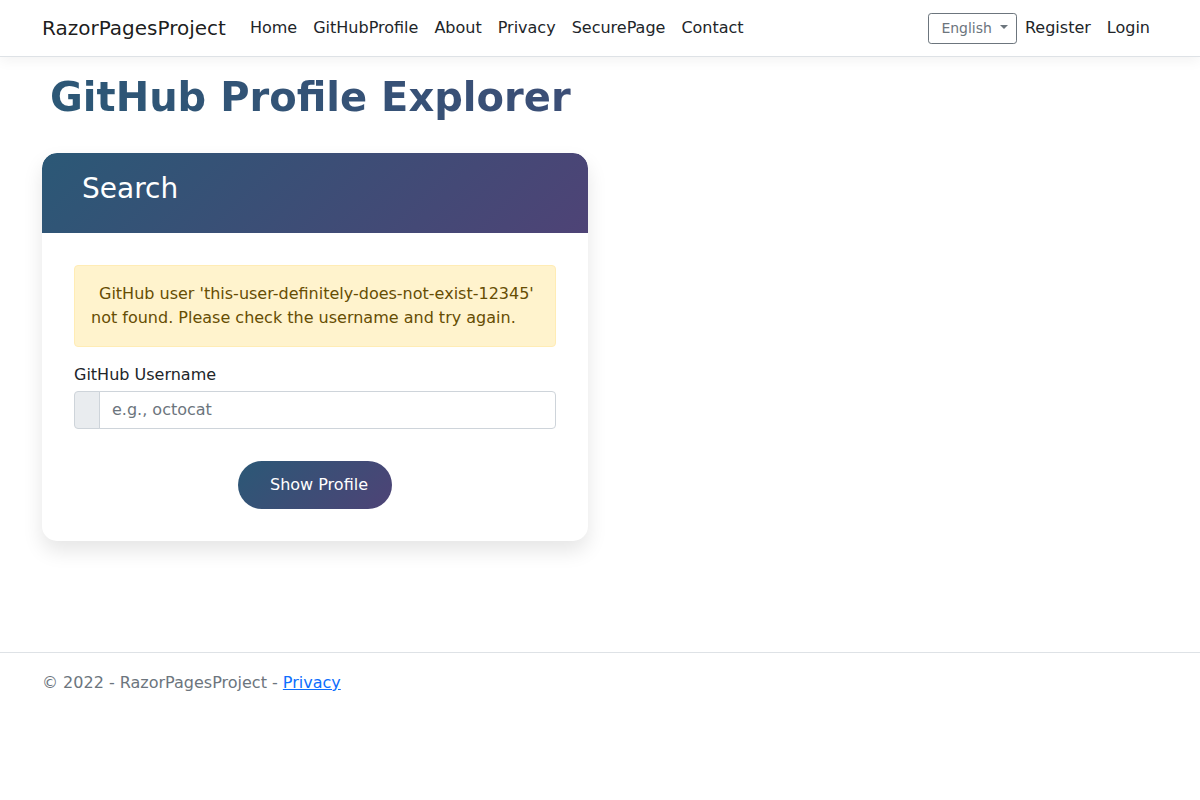 RazorPagesProject Home GitHubProfile About Privacy SecurePage Contact English Register Login
GitHub Profile Explorer
Search
GitHub user 'this-user-definitely-does-not-exist-12345'
not found. Please check the username and try again.
GitHub Username
e.g., octocat
Show Profile
© 2022 - RazorPagesProject - Privacy